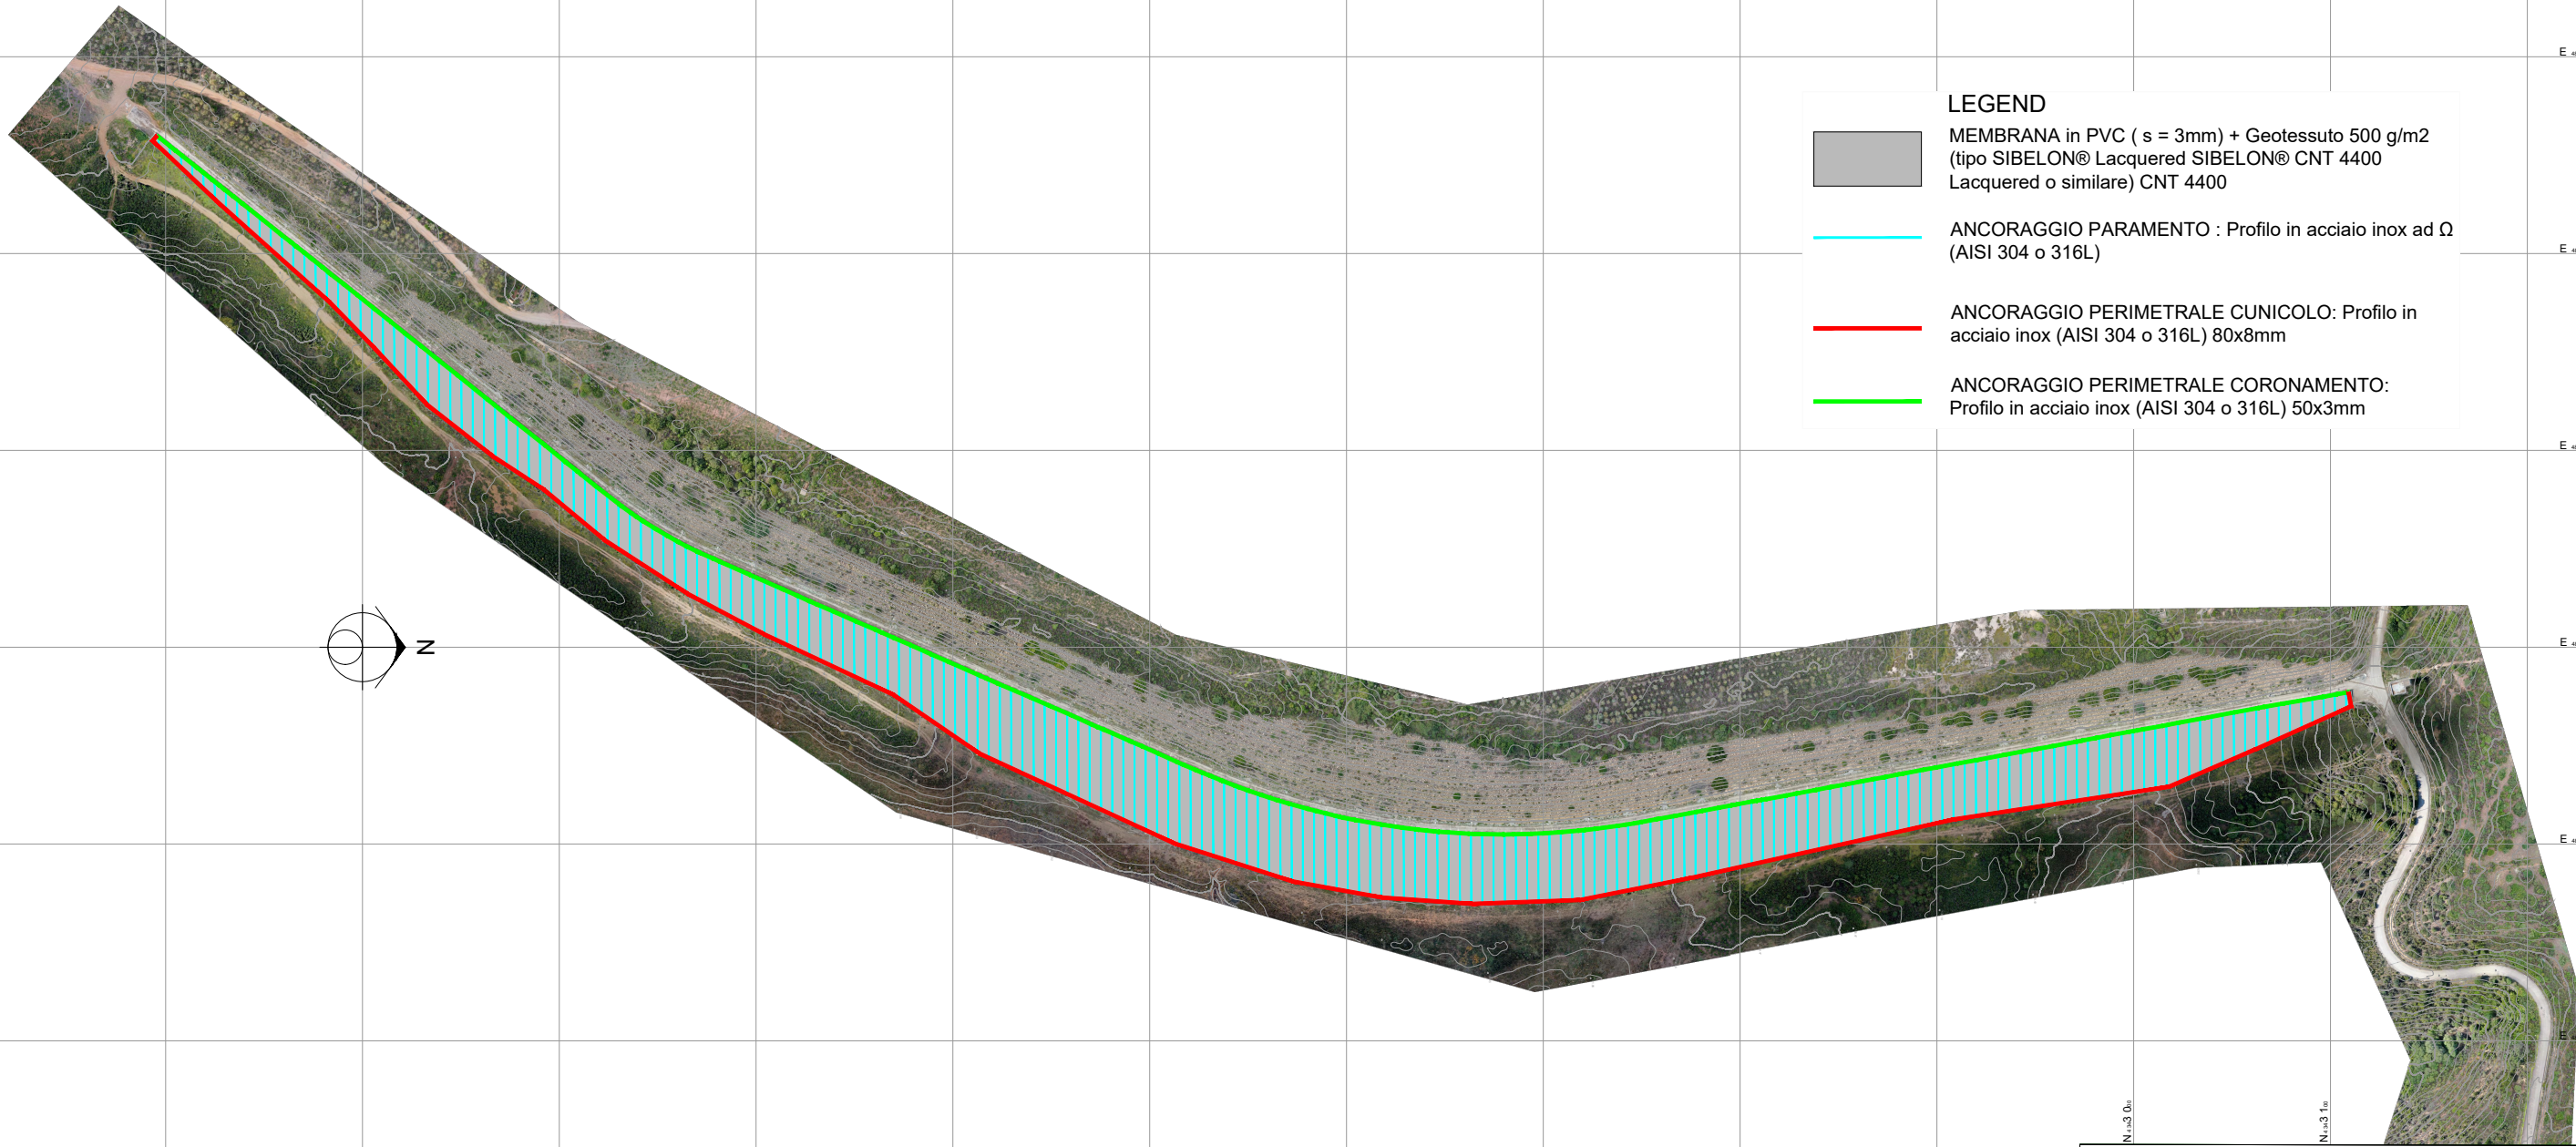 LEGEND
MEMBRANA in PVC ( s = 3mm) + Geotessuto 500 g/m2
(tipo SIBELON® Lacquered SIBELON® CNT 4400
Lacquered o similare) CNT 4400
ANCORAGGIO PARAMENTO : Profilo in acciaio inox ad Ω
(AISI 304 o 316L)
ANCORAGGIO PERIMETRALE CUNICOLO: Profilo in
acciaio inox (AISI 304 o 316L) 80x8mm
ANCORAGGIO PERIMETRALE CORONAMENTO:
Profilo in acciaio inox (AISI 304 o 316L) 50x3mm
N
E
E
E
E
E
E